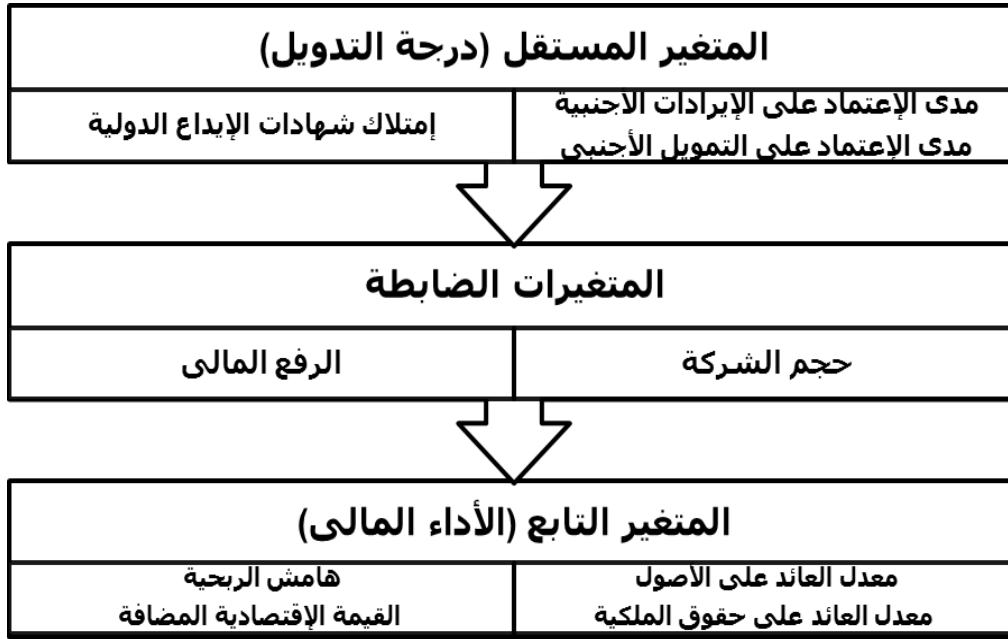 المتغير المستقل (درجة التدويل)
مدى الإعتماد على الإيرادات الأجنبية
مدى الإعتماد على التمويل الأجنبى
إمتلاك شهادات الإيداع الدولية
المتغيرات الضابطة
حجم الشركة
الرفع المالى
المتغير التابع (الأداء المالى)
معدل العائد على الأصول
معدل العائد على حقوق الملكية
هامش الربحية
القيمة الإقتصادية المضافة